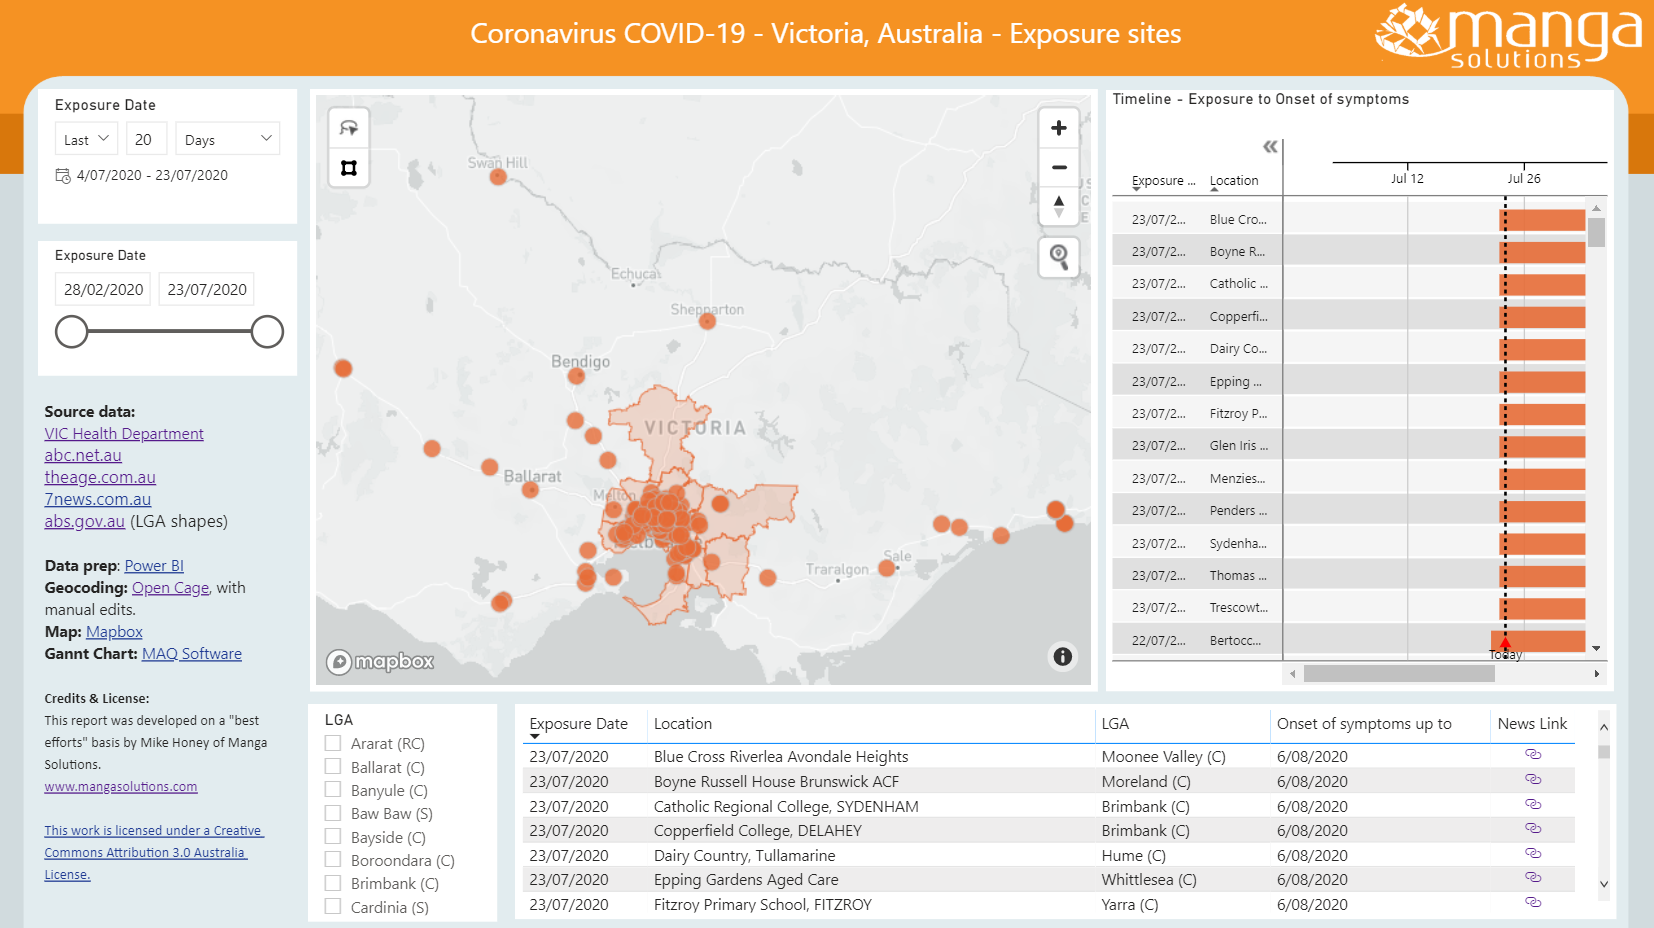 Coronavirus COVID-19 - Victoria, Australia - Exposure sites
manga
solutions
Exposure Date
Last
20
Days
4/07/2020 - 23/07/2020
Exposure Date
28/02/2020
23/07/2020
Source data:
VIC Health Department
abc.net.au
theage.com.au
7news.com.au
abs.gov.au (LGA shapes)
Data prep: Power BI
Geocoding: Open Cage, with
manual edits.
Map: Mapbox
Gannt Chart: MAQ Software
Credits & License:
This report was developed on a "best
efforts" basis by Mike Honey of Manga
Solutions.
www.mangasolutions.com
This work is licensed under a Creative
Commons Attribution 3.0 Australia
License.
Swan Hill
Echuca
Shepparton
Bendigo
VICTORIA
Ballarat
Sale
Traralgon
mapbox
Timeline - Exposure to Onset of symptoms
Jul 12
Jul 26
Exposure ...
Location
23/07/2... Blue Cro...
23/07/2... Boyne R...
23/07/2... Catholic ...
23/07/2... Copperfi...
23/07/2... Dairy Co...
23/07/2... Epping ...
23/07/2... Fitzroy P...
23/07/2... Glen Iris ...
23/07/2... Menzies...
23/07/2... Penders ...
23/07/2... Sydenha...
23/07/2... Thomas ...
23/07/2... Trescowt...
22/07/2... Bertocc...
Today
LGA
Ararat (RC)
Ballarat (C)
Banyule (C)
Baw Baw (S)
Bayside (C)
Boroondara (C)
Brimbank (C)
Cardinia (S)
Exposure Date Location LGA Onset of symptoms up to News Link
23/07/2020 Blue Cross Riverlea Avondale Heights Moonee Valley (C) 6/08/2020
23/07/2020 Boyne Russell House Brunswick ACF Moreland (C) 6/08/2020
23/07/2020 Catholic Regional College, SYDENHAM Brimbank (C) 6/08/2020
23/07/2020 Copperfield College, DELAHEY Brimbank (C) 6/08/2020
23/07/2020 Dairy Country, Tullamarine Hume (C) 6/08/2020
23/07/2020 Epping Gardens Aged Care Whittlesea (C) 6/08/2020
23/07/2020 Fitzroy Primary School, FITZROY Yarra (C) 6/08/2020